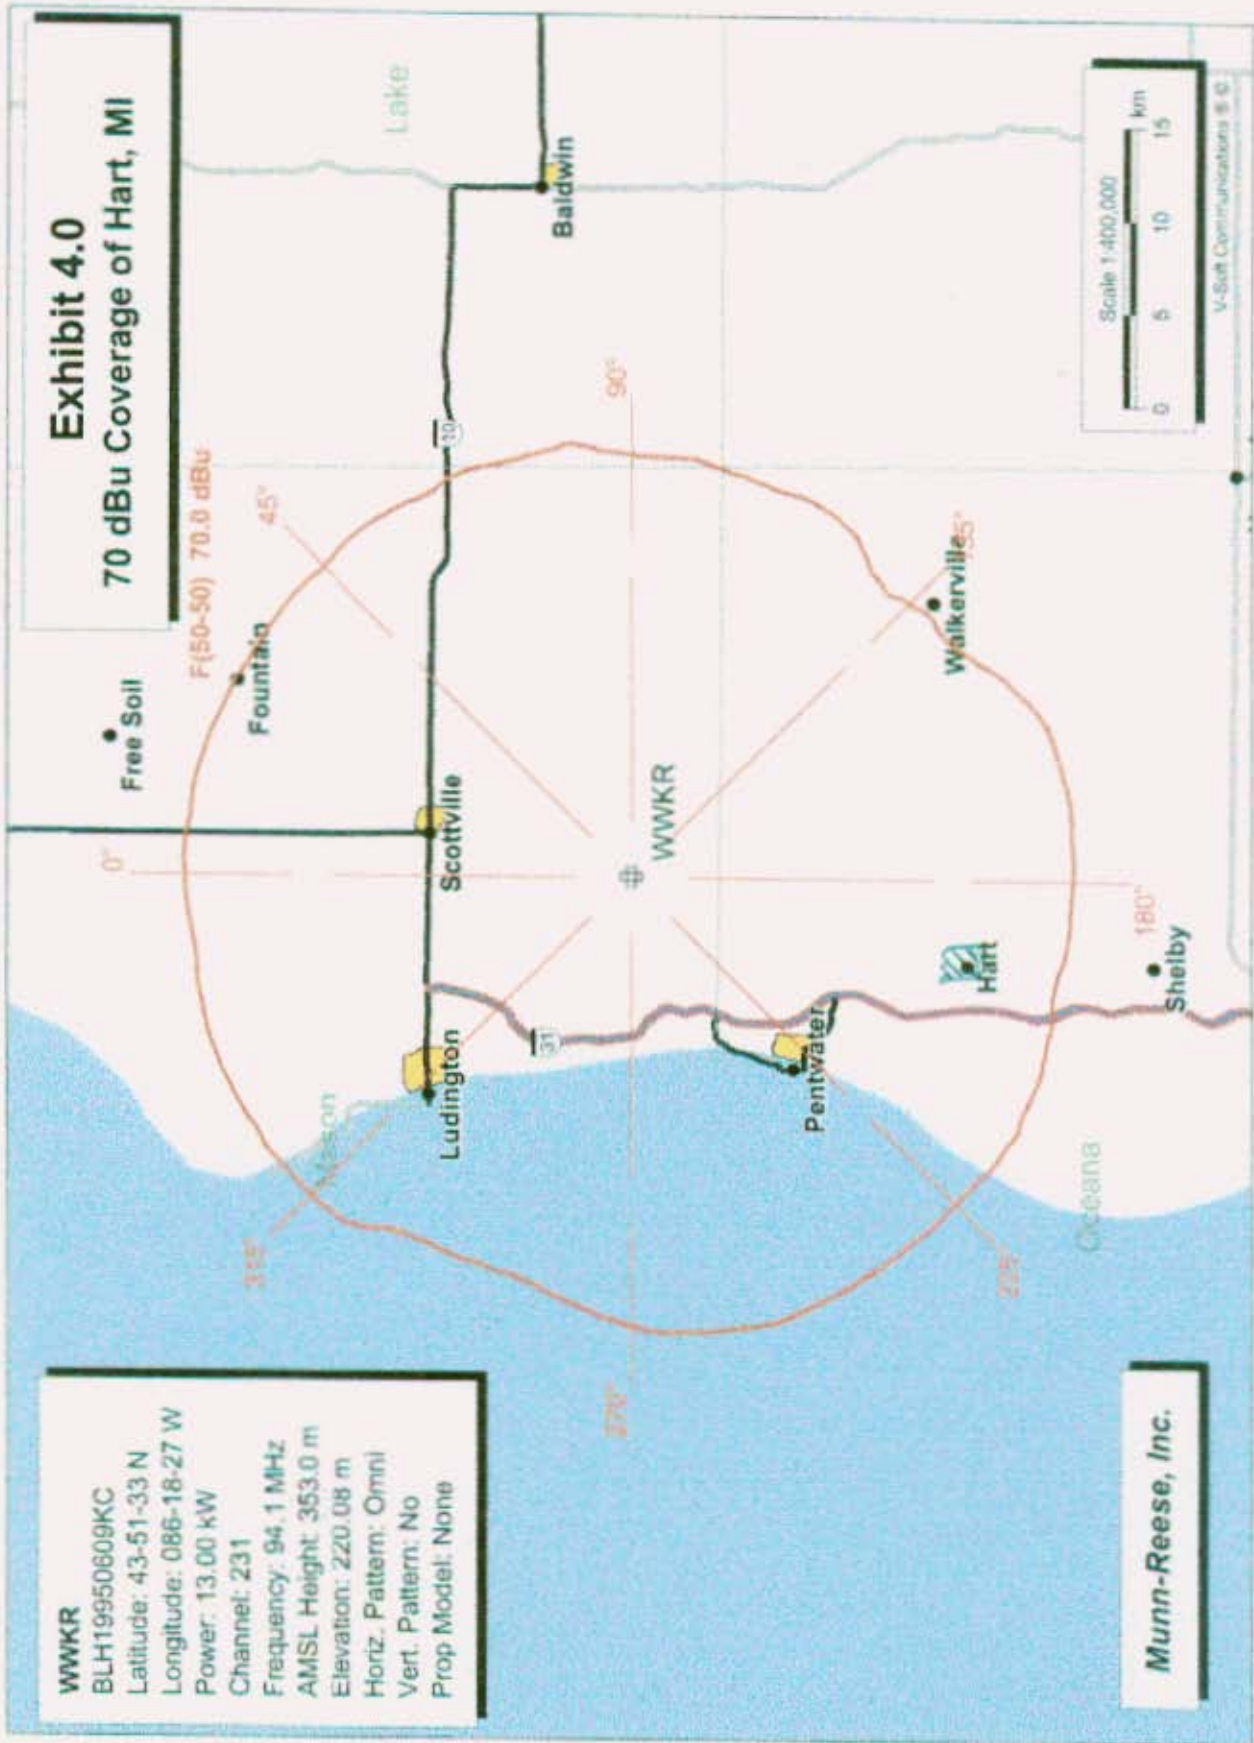 WWKR
BLH19950609KC
Latitude: 43-51-33 N
Longitude: 086-18-27 W
Power: 13.00 kW
Channel: 231
Frequency: 94.1 MHz
AMSL Height: 353.0 m
Elevation: 220.08 m
Horiz. Pattern: Omni
Vert. Pattern: No
Prop Model: None
Exhibit 4.0
70 dBu Coverage of Hart, MI
F(50-50) 70.0 dBu
Free Soil
0°
45°
Fountain
Lake
315°
Mason
Ludington
Scottville
10
Baldwin
31
270°
90°
WWKR
Pentwater
Hart
Walkerville
135°
225°
180°
Oceana
Shelby
Munn-Reese, Inc.
Scale 1:400,000
0 5 10 15 km